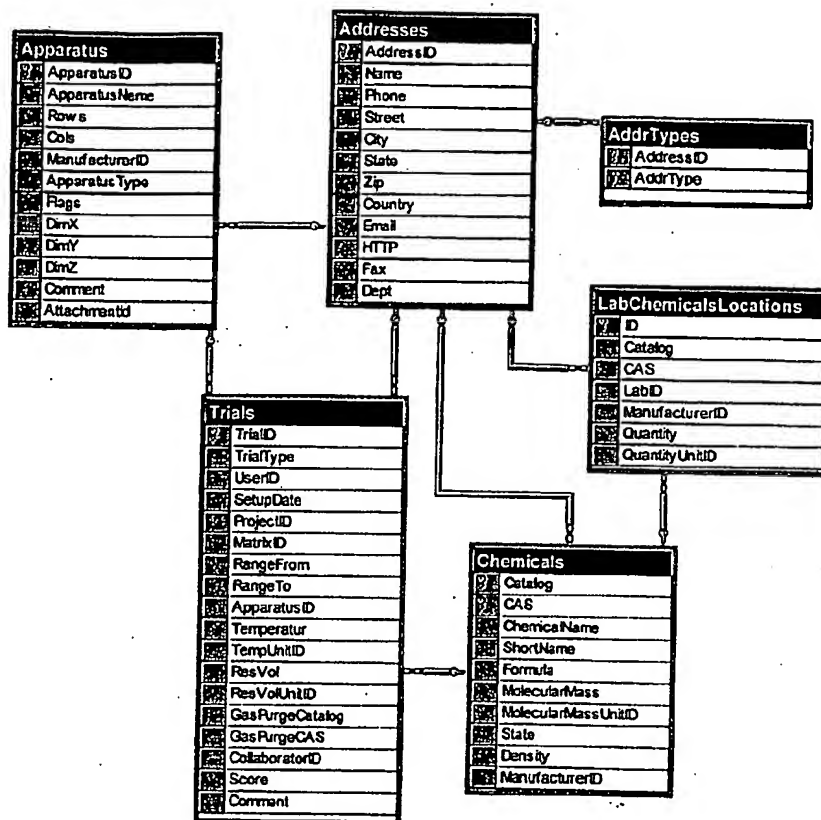 Apparatus
ApparatusID
ApparatusName
Rows
Cols
ManufacturerID
ApparatusType
Flags
DimX
DimY
DimZ
Comment
AttachmentId
Addresses
AddressID
Name
Phone
Street
City
State
Zip
Country
Email
HTTP
Fax
Dept
AddrTypes
AddressID
AddrType
LabChemicalsLocations
ID
Catalog
CAS
LabID
ManufacturerID
Quantity
QuantityUnitID
Trials
TrialID
TrialType
UserID
SetupDate
ProjectID
MatrixID
RangeFrom
RangeTo
ApparatusID
Temperatur
TempUnitID
ResVol
ResVolUnitID
GasPurgeCatalog
GasPurgeCAS
CollaboratorID
Score
Comment
Chemicals
Catalog
CAS
ChemicalName
ShortName
Formula
MolecularMass
MolecularMassUnitID
State
Density
ManufacturerID